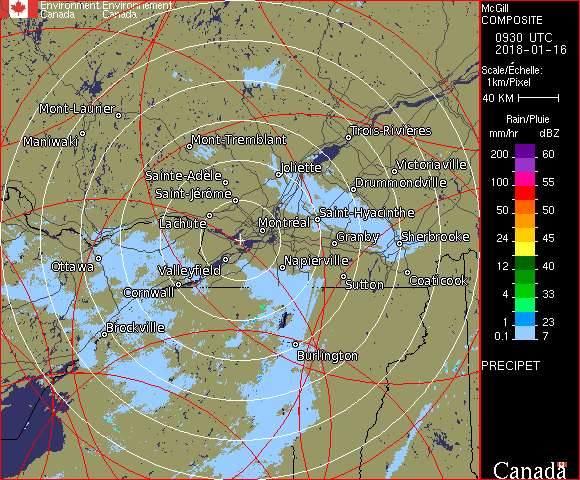 Environment Environnement
Canada Canada
McGill
COMPOSITE
0930 UTC
2018-01-16
Scale/Échelle:
1km/Pixel
40 KM
Rain/Pluie
mm/hr dBZ
200 60
100 55
50 50
24 45
12 40
4 33
1 23
0.1 7
PRECIPET
Canada
Mont-Laurier
Maniwaki
Mont-Tremblant
Trois-Rivières
Joliette
Victoriaville
Sainte-Adèle
Drummondville
Saint-Jérôme
Saint-Hyacinthe
Lachute
Montréal
Granby
Sherbrooke
Ottawa
Valleyfield
Napierville
Sutton
Coaticook
Cornwall
Brockville
Burlington